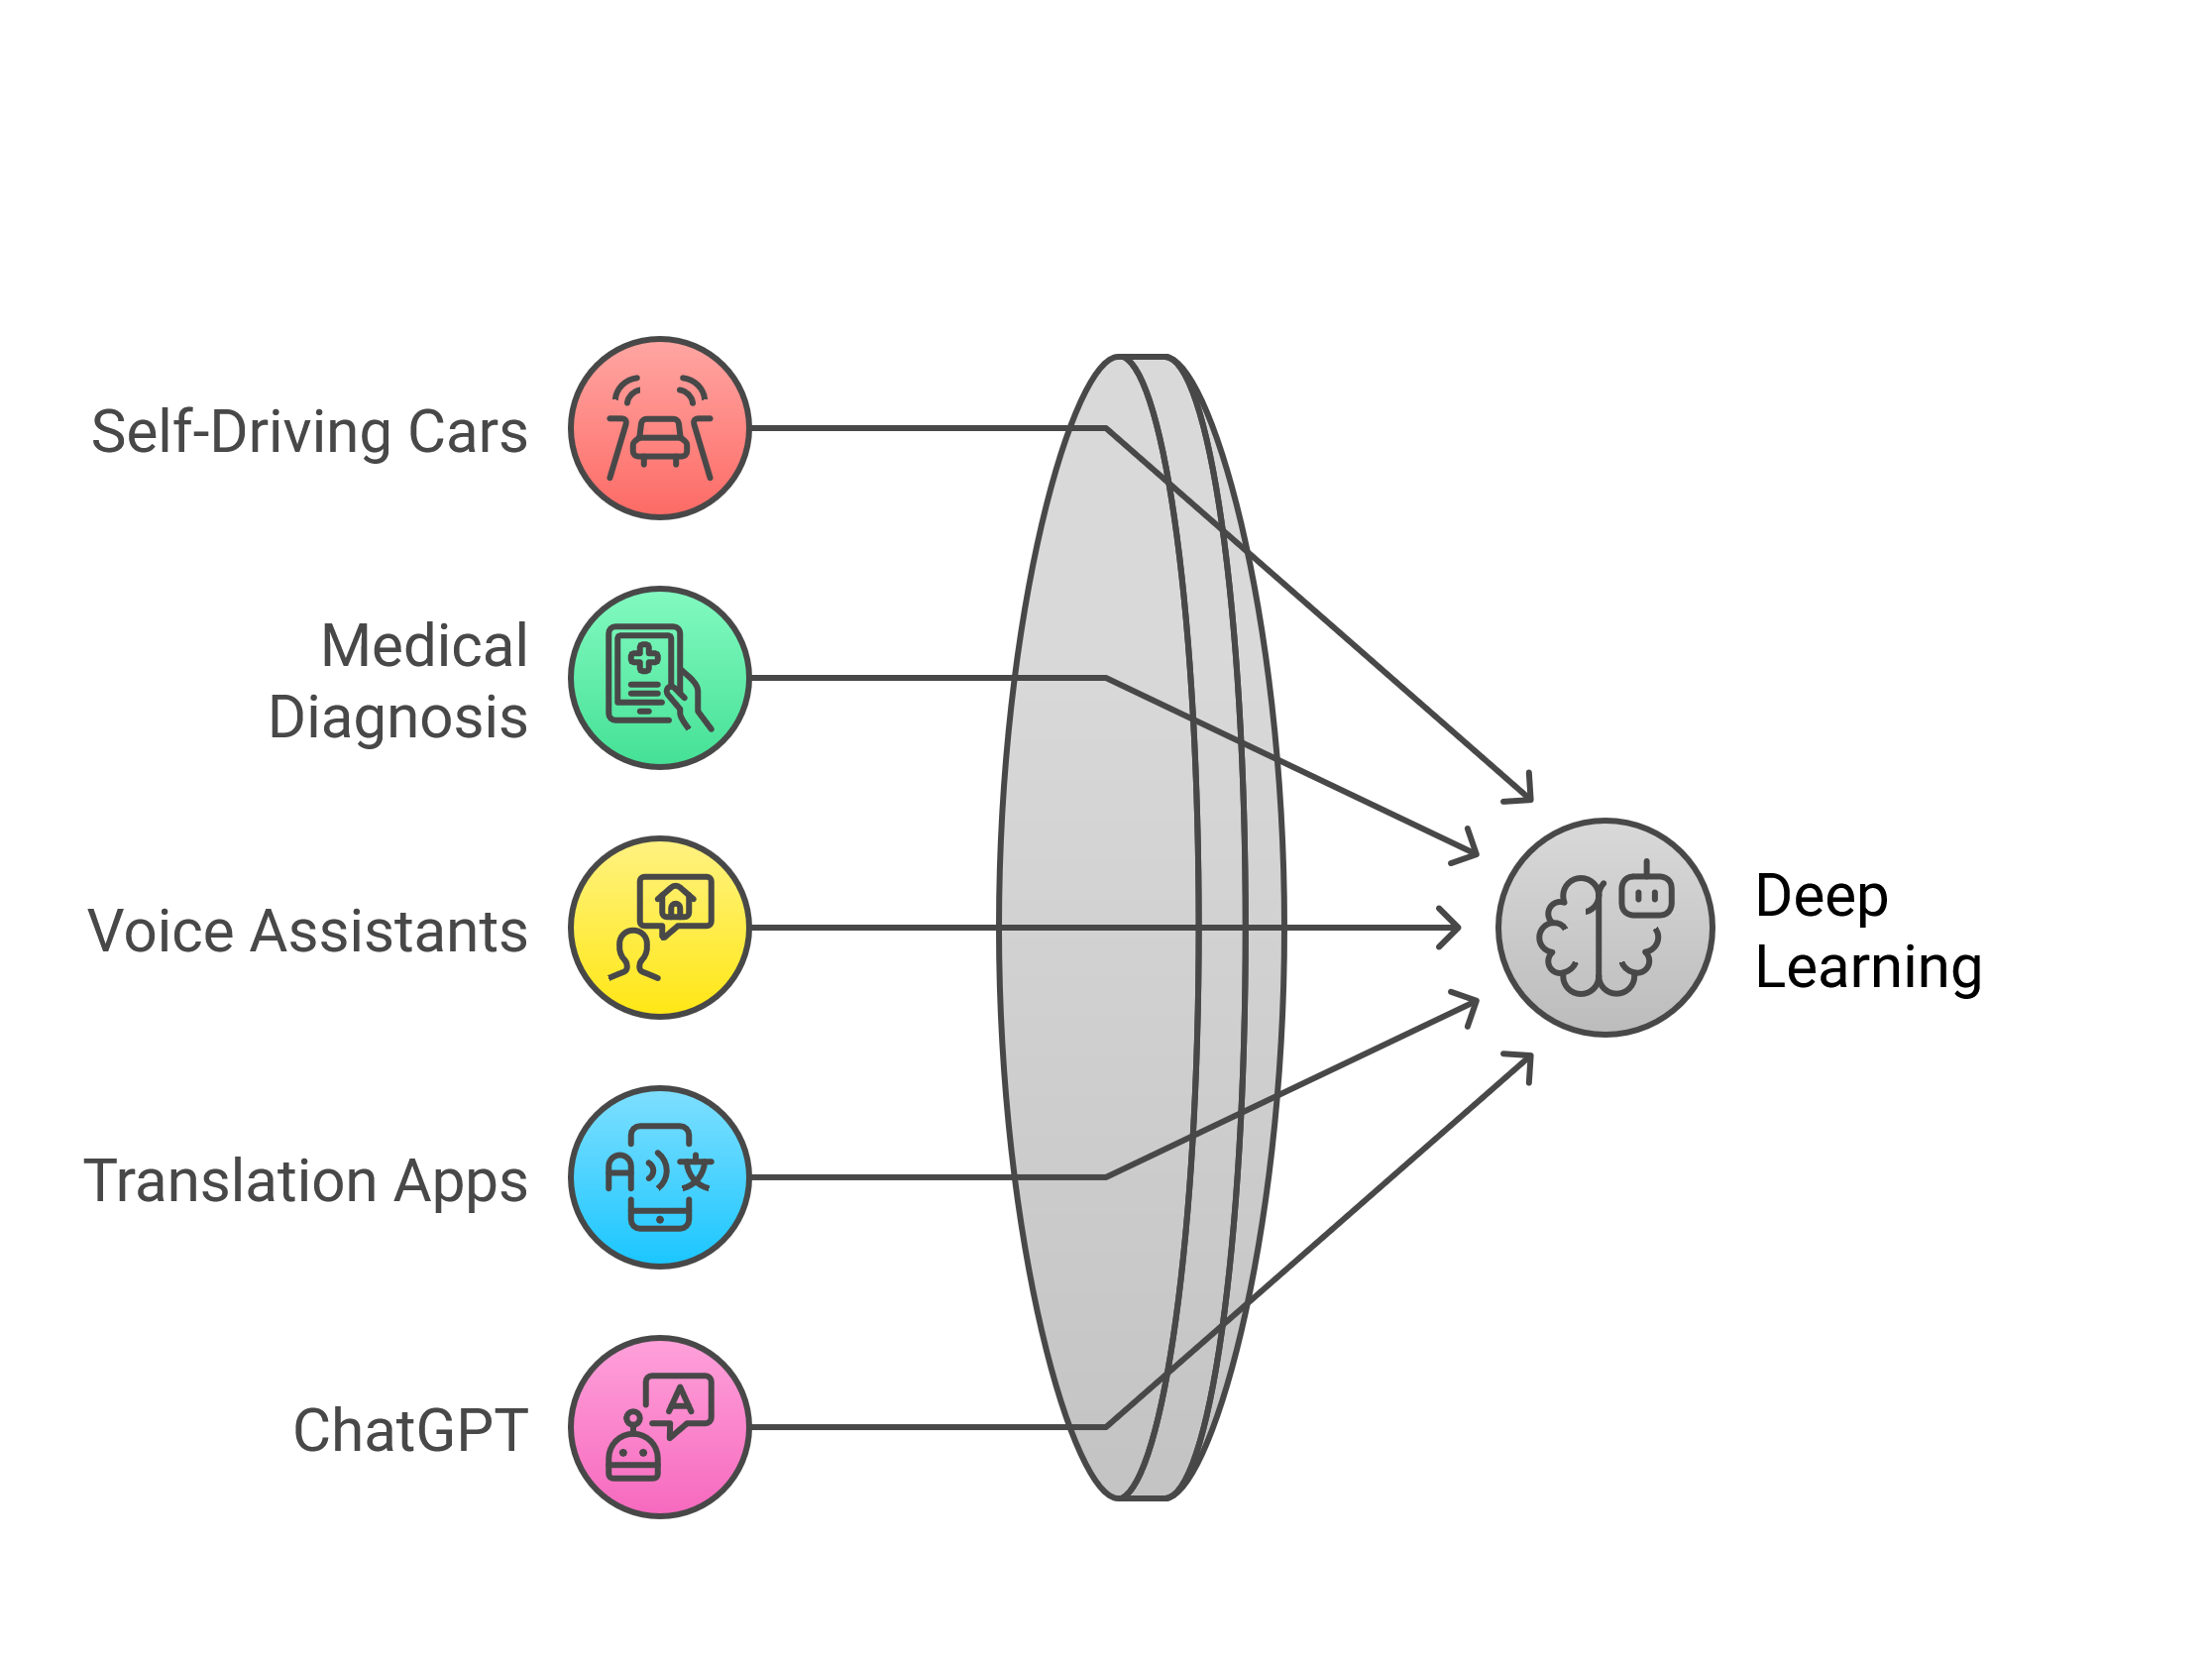 Self-Driving Cars
Medical
Diagnosis
Voice Assistants
Translation Apps
ChatGPT
Deep
Learning